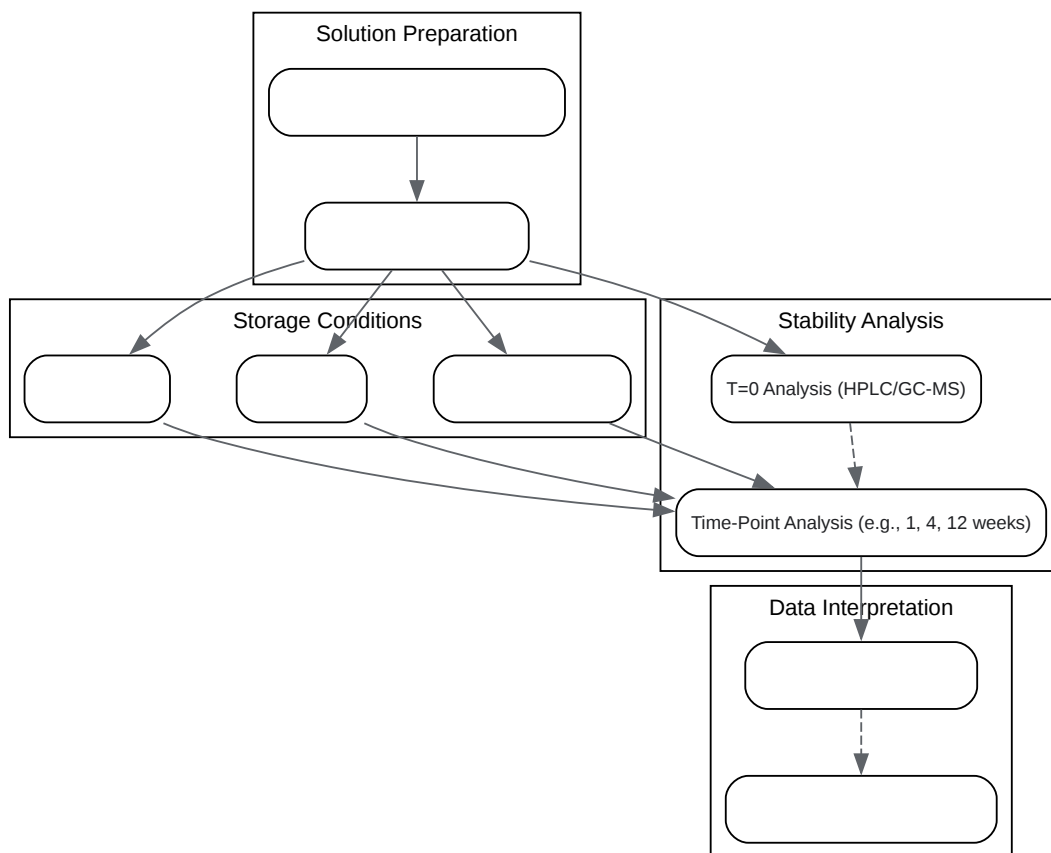 Solution Preparation
Storage Conditions
Stability Analysis
T=0 Analysis (HPLC/GC-MS)
Time-Point Analysis (e.g., 1, 4, 12 weeks)
Data Interpretation